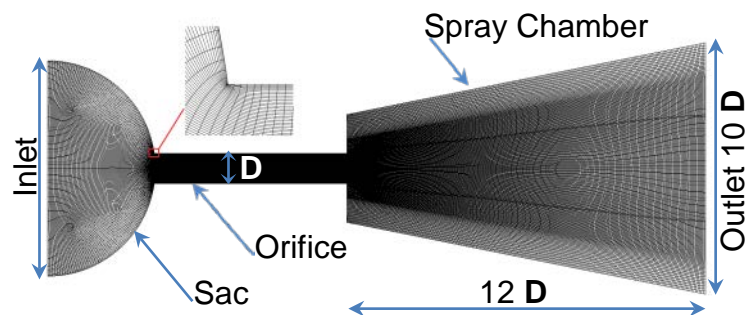 Spray Chamber
Inlet
D
Orifice
Sac
12 D
Outlet 10 D